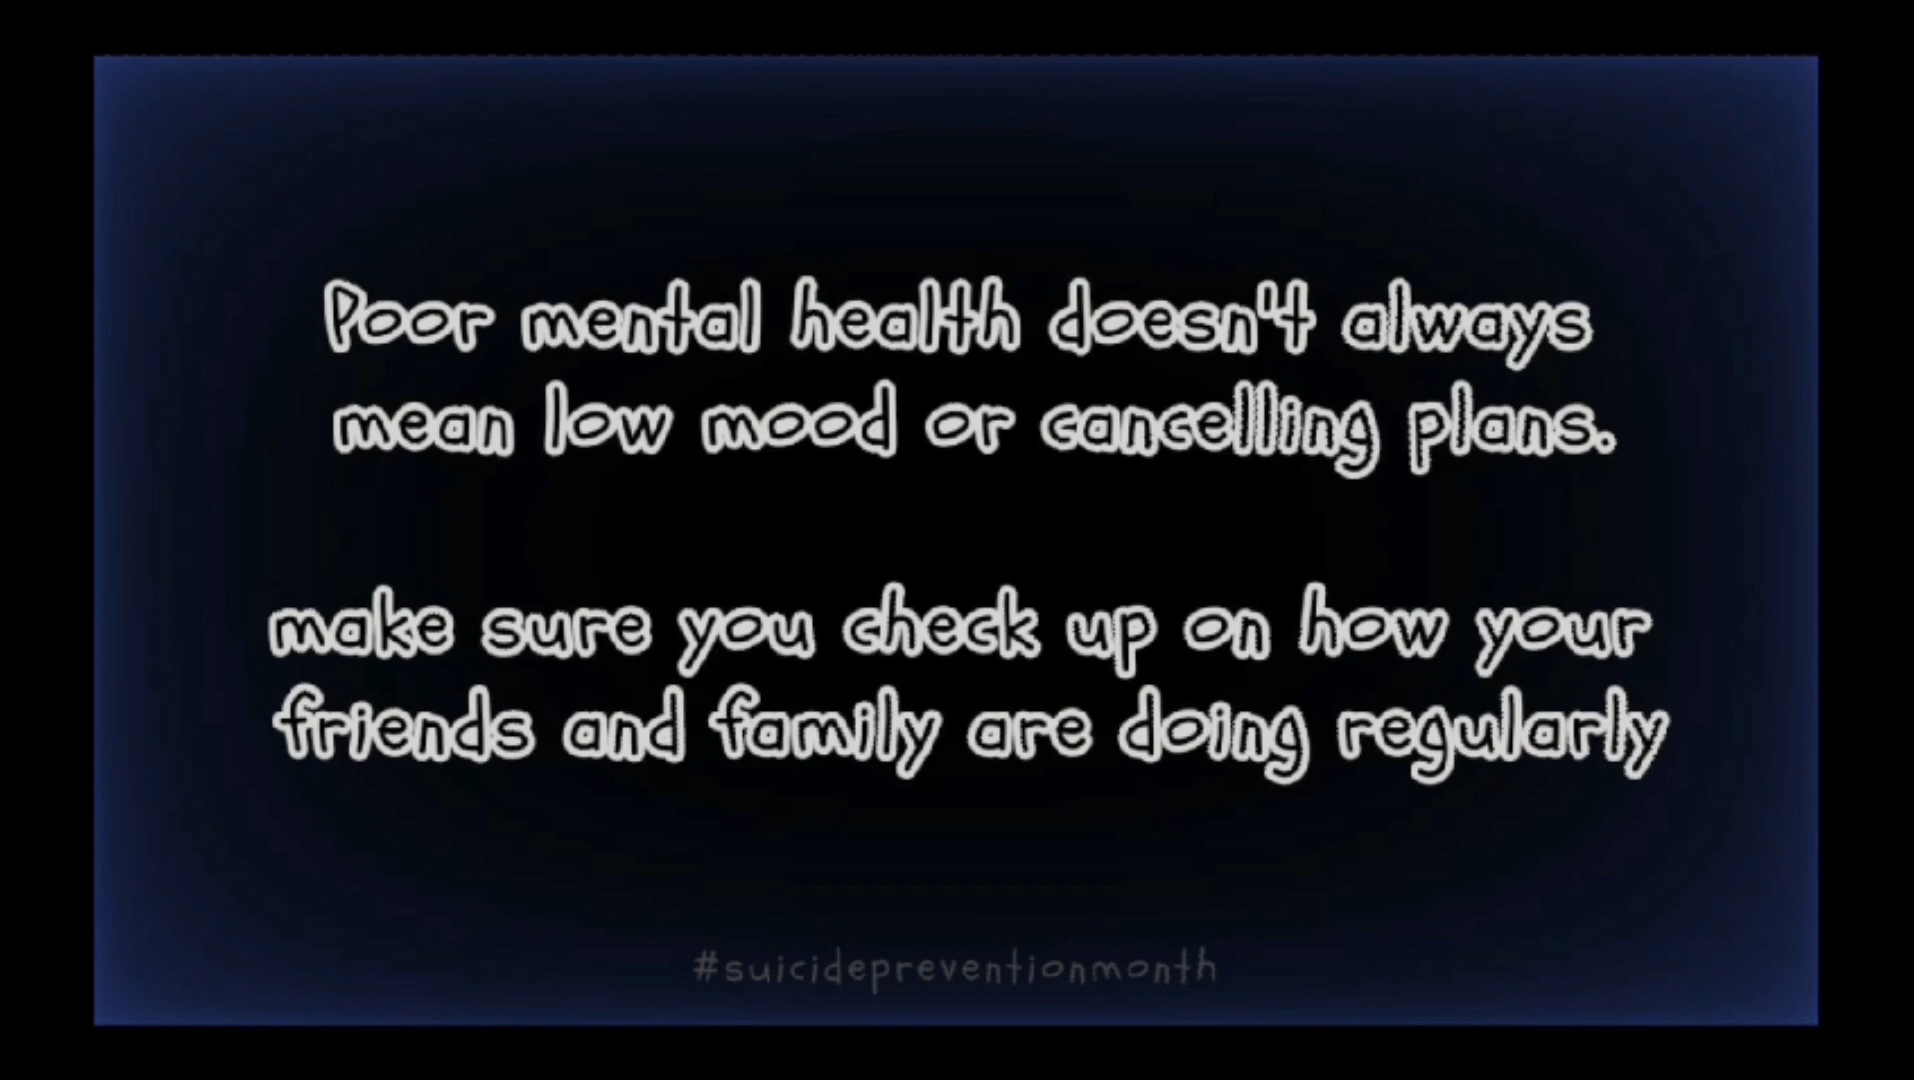 Poor mental health doesn't always
mean low mood or cancelling plans.
make sure you check up on how your
friends and family are doing regularly
#suicidepreventionmonth